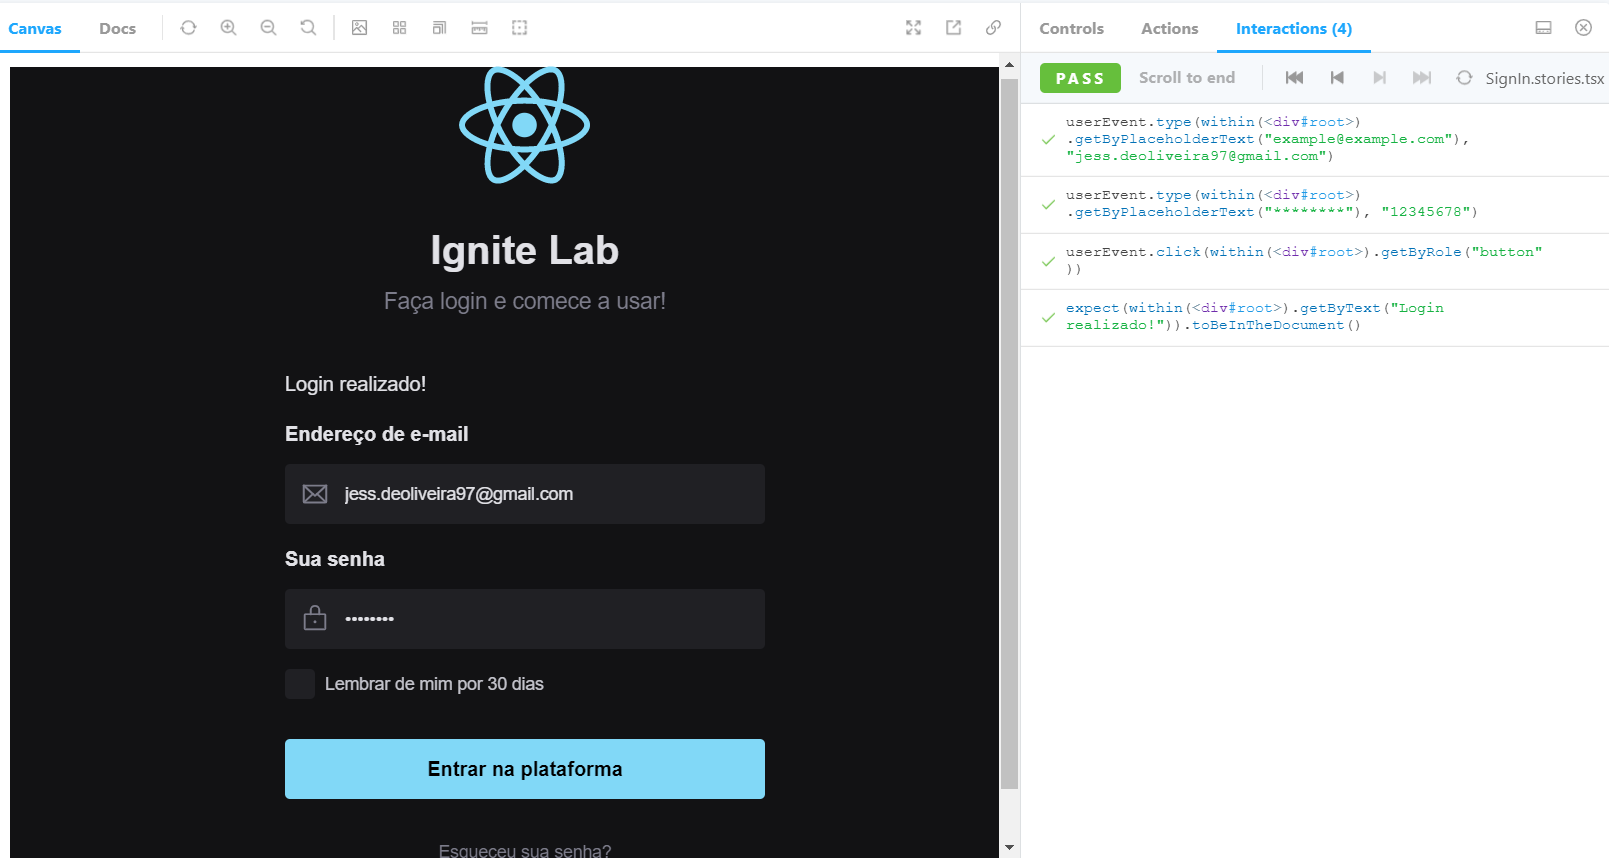 Canvas Docs
Controls Actions Interactions (4)
PASS Scroll to end SignIn.stories.tsx
Ignite Lab
Faça login e comece a usar!
Login realizado!
Endereço de e-mail
jess.deoliveira97@gmail.com
Sua senha
••••••••
Lembrar de mim por 30 dias
Entrar na plataforma
Esqueceu sua senha?
userEvent.type(within(<div#root>)
.getByPlaceholderText("example@example.com"),
"jess.deoliveira97@gmail.com")
userEvent.type(within(<div#root>)
.getByPlaceholderText("********"), "12345678")
userEvent.click(within(<div#root>).getByRole("button"
))
expect(within(<div#root>).getByText("Login
realizado!")).toBeInTheDocument()